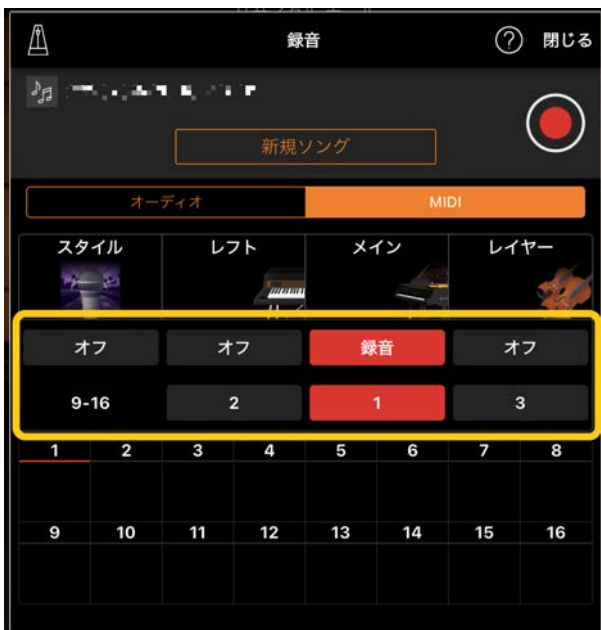 録音
? 閉じる
新規ソング
オーディオ MIDI
スタイル レフト メイン レイヤー
オフ オフ 録音 オフ
9-16 2 1 3
1 2 3 4 5 6 7 8
9 10 11 12 13 14 15 16